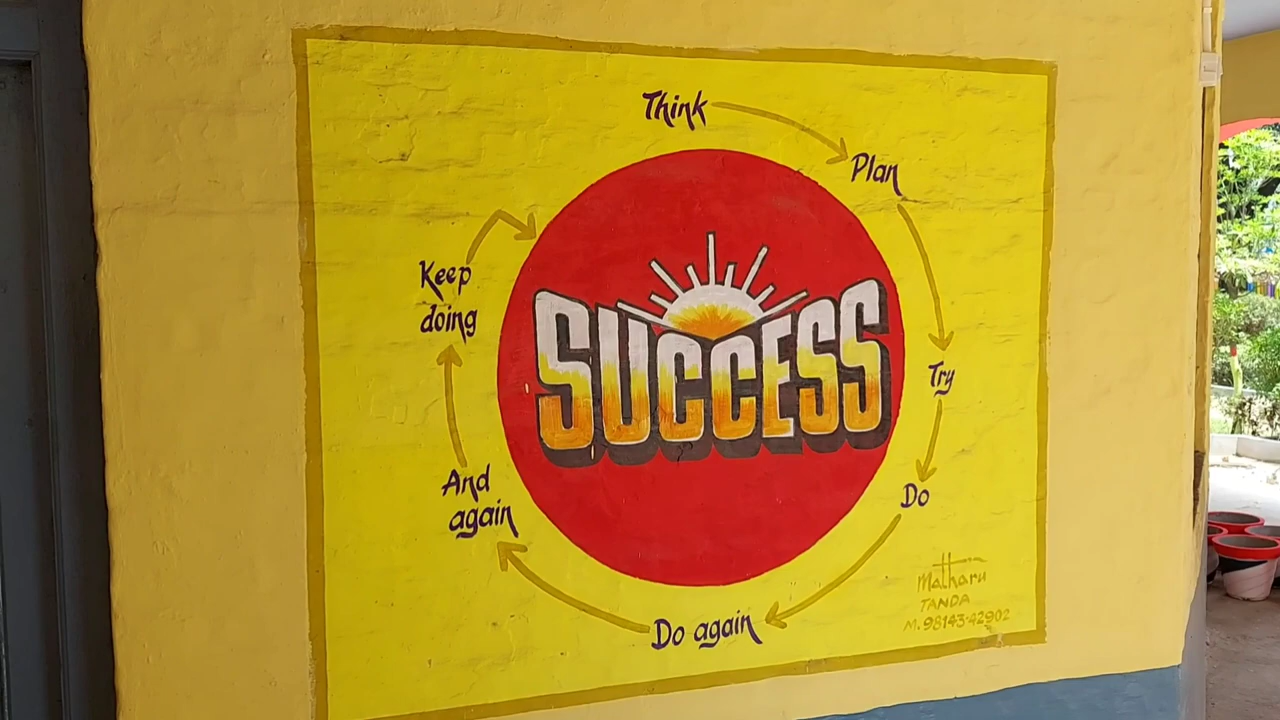 Think
Plan
Try
Do
Do again
And
again
Keep
doing
SUCCESS
Matharu
TANDA
M. 98143-42902